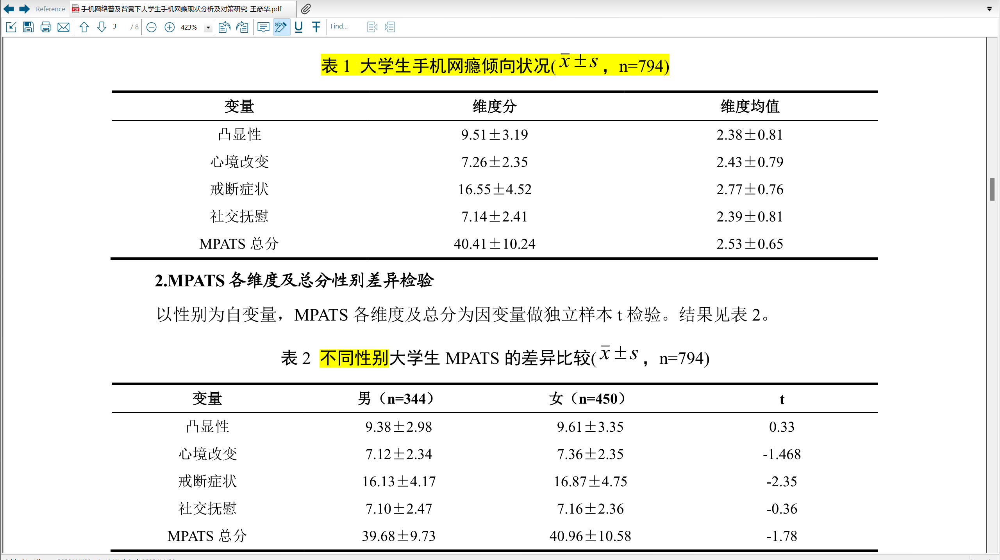 Reference 手机网络普及背景下大学生手机网瘾现状分析及对策研究_王彦华.pdf
3 / 8 423% Find...
表 1 大学生手机网瘾倾向状况( x̄±s，n=794)
变量 维度分 维度均值
凸显性 9.51±3.19 2.38±0.81
心境改变 7.26±2.35 2.43±0.79
戒断症状 16.55±4.52 2.77±0.76
社交抚慰 7.14±2.41 2.39±0.81
MPATS 总分 40.41±10.24 2.53±0.65
2.MPATS 各维度及总分性别差异检验
以性别为自变量，MPATS 各维度及总分为因变量做独立样本 t 检验。结果见表 2。
表 2 不同性别大学生 MPATS 的差异比较( x̄±s，n=794)
变量 男（n=344） 女（n=450） t
凸显性 9.38±2.98 9.61±3.35 0.33
心境改变 7.12±2.34 7.36±2.35 -1.468
戒断症状 16.13±4.17 16.87±4.75 -2.35
社交抚慰 7.10±2.47 7.16±2.36 -0.36
MPATS 总分 39.68±9.73 40.96±10.58 -1.78